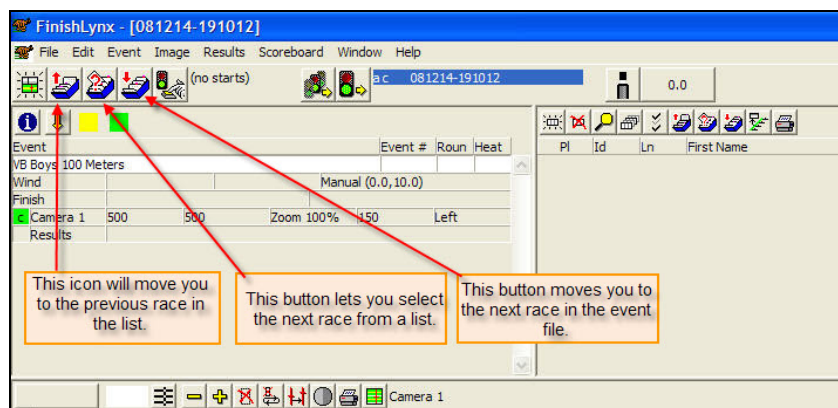 FinishLynx - [081214-191012]
File Edit Event Image Results Scoreboard Window Help
(no starts) a c 081214-191012 0.0
Event Event # Roun Heat
Pl Id Ln First Name
VB Boys 100 Meters
Wind Manual (0.0,10.0)
Finish
c Camera 1 500 500 Zoom 100% 150 Left
Results
This icon will move you
to the previous race in
the list.
This button lets you select
the next race from a list.
This button moves you to
the next race in the event
file.
Camera 1